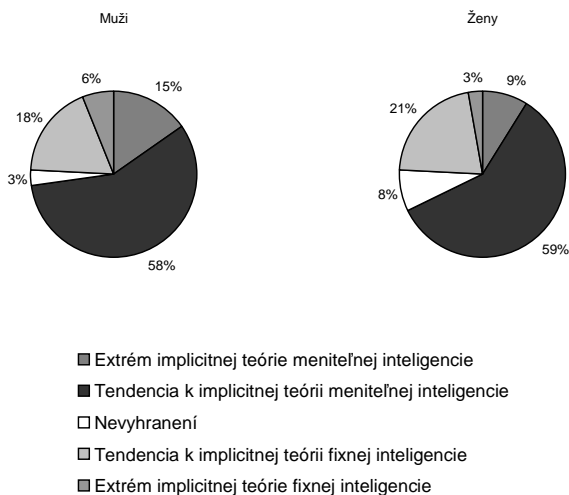 Muži
Ženy
6%
15%
18%
3%
58%
3%
9%
21%
8%
59%
Extrém implicitnej teórie meniteľnej inteligencie
Tendencia k implicitnej teórii meniteľnej inteligencie
Nevyhranení
Tendencia k implicitnej teórii fixnej inteligencie
Extrém implicitnej teórie fixnej inteligencie